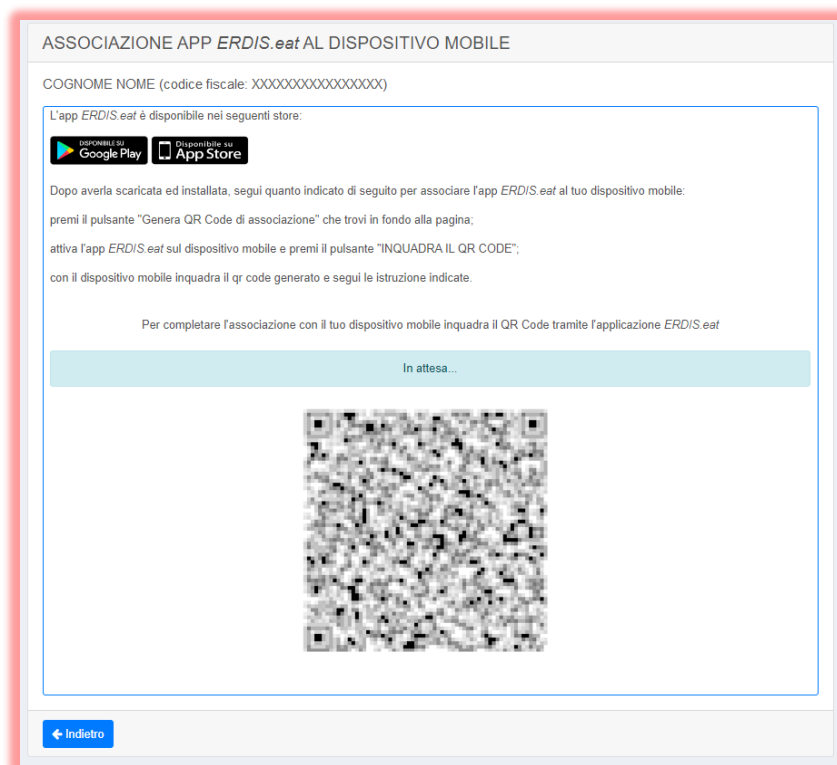 ASSOCIAZIONE APP ERDIS.eat AL DISPOSITIVO MOBILE
COGNOME NOME (codice fiscale: XXXXXXXXXXXXXXXX)
L'app ERDIS.eat è disponibile nei seguenti store:
DISPONIBILE SU
Google Play
Disponibile su
App Store
Dopo averla scaricata ed installata, segui quanto indicato di seguito per associare l'app ERDIS.eat al tuo dispositivo mobile:
premi il pulsante "Genera QR Code di associazione" che trovi in fondo alla pagina;
attiva l'app ERDIS.eat sul dispositivo mobile e premi il pulsante "INQUADRA IL QR CODE";
con il dispositivo mobile inquadra il qr code generato e segui le istruzione indicate.
Per completare l'associazione con il tuo dispositivo mobile inquadra il QR Code tramite l'applicazione ERDIS.eat
In attesa...
Indietro